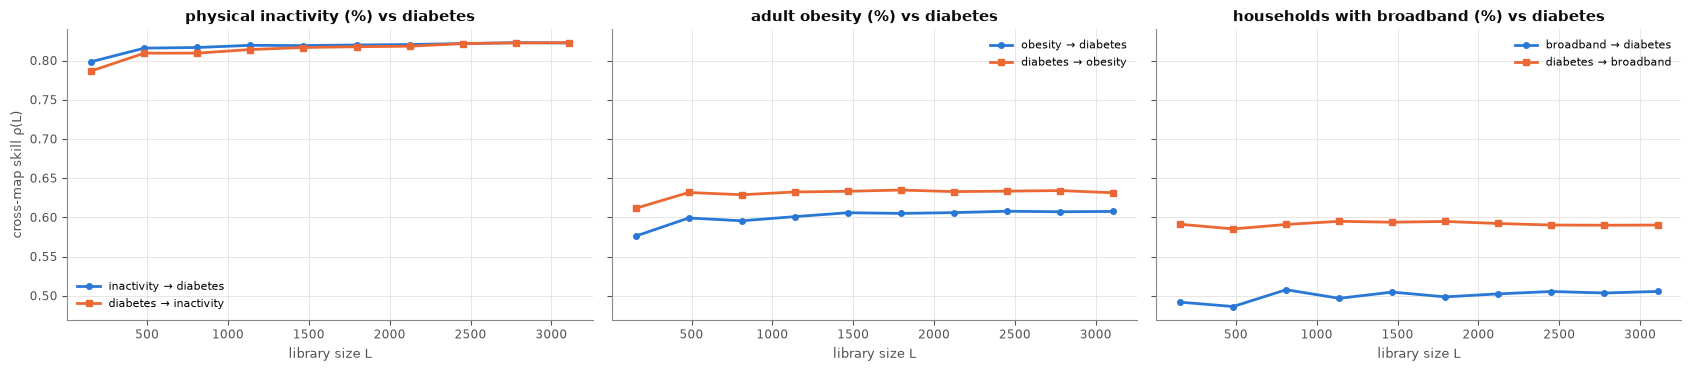 physical inactivity (%) vs diabetes
cross-map skill ρ(L)
0.80
0.75
0.70
0.65
0.60
0.55
0.50
inactivity → diabetes
diabetes → inactivity
500 1000 1500 2000 2500 3000
library size L
adult obesity (%) vs diabetes
obesity → diabetes
diabetes → obesity
500 1000 1500 2000 2500 3000
library size L
households with broadband (%) vs diabetes
broadband → diabetes
diabetes → broadband
500 1000 1500 2000 2500 3000
library size L